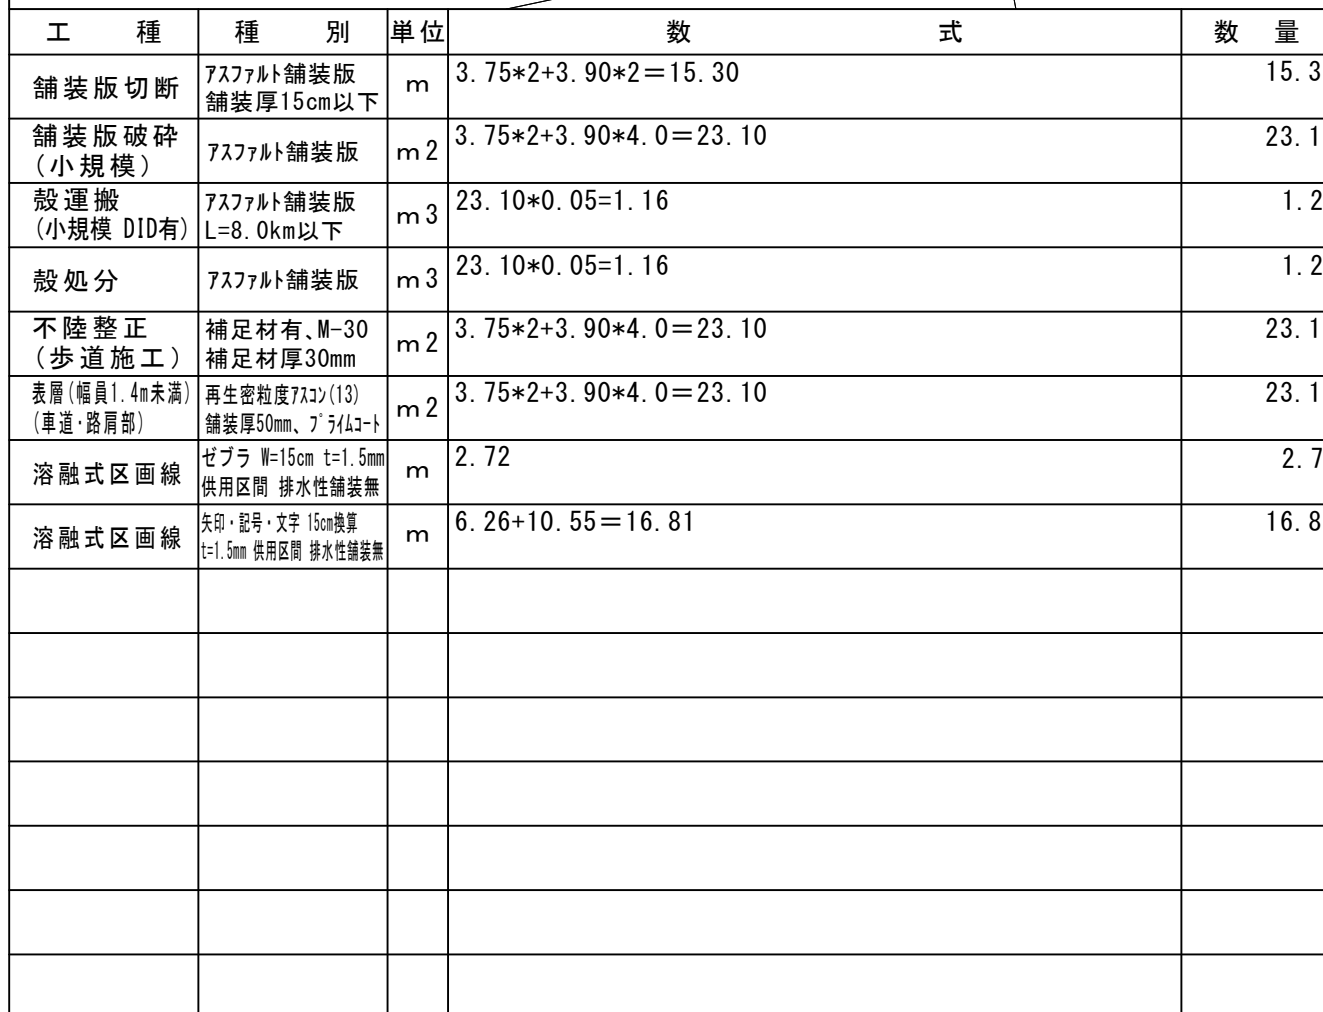 工 種 種 別 単位 数 式 数 量
舗装版切断 アスファルト舗装版 m 3.75*2+3.90*2＝15.30 15.3
舗装厚15cm以下
舗装版破砕 アスファルト舗装版 m2 3.75*2+3.90*4.0＝23.10 23.1
(小規模)
殻運搬 アスファルト舗装版 m3 23.10*0.05=1.16 1.2
(小規模 DID有) L=8.0km以下
殻処分 アスファルト舗装版 m3 23.10*0.05=1.16 1.2
不陸整正 補足材有、M-30 m2 3.75*2+3.90*4.0＝23.10 23.1
(歩道施工) 補足材厚30mm
表層(幅員1.4m未満) 再生密粒度アスコン(13) m2 3.75*2+3.90*4.0＝23.10 23.1
(車道・路肩部) 舗装厚50mm、プライムコート
溶融式区画線 ゼブラ W=15cm t=1.5mm m 2.72 2.7
供用区間 排水性舗装無
溶融式区画線 矢印・記号・文字 15cm換算 m 6.26+10.55＝16.81 16.8
t=1.5mm 供用区間 排水性舗装無